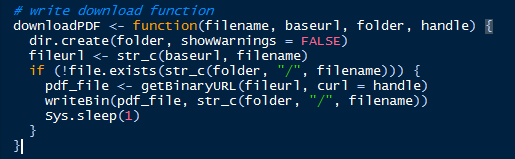 # write download function
downloadPDF <- function(filename, baseurl, folder, handle) {
  dir.create(folder, showWarnings = FALSE)
  fileurl <- str_c(baseurl, filename)
  if (!file.exists(str_c(folder, "/", filename))) {
    pdf_file <- getBinaryURL(fileurl, curl = handle)
    writeBin(pdf_file, str_c(folder, "/", filename))
    Sys.sleep(1)
  }
}